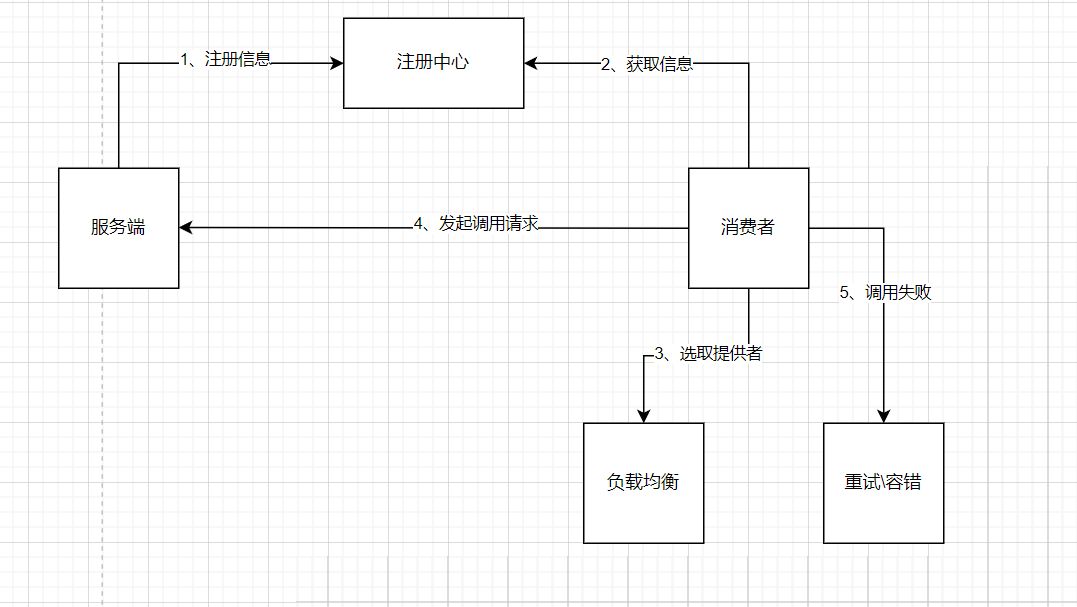 1、注册信息
注册中心
2、获取信息
服务端
4、发起调用请求
消费者
5、调用失败
3、选取提供者
负载均衡
重试\容错